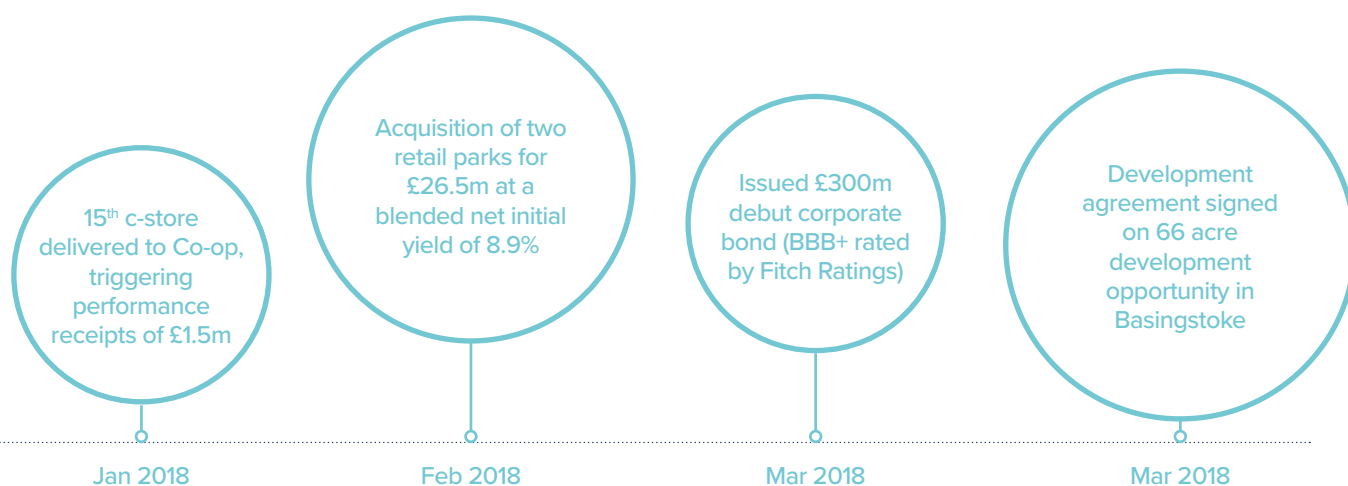 15th c-store
delivered to Co-op,
triggering
performance
receipts of £1.5m
Acquisition of two
retail parks for
£26.5m at a
blended net initial
yield of 8.9%
Issued £300m
debut corporate
bond (BBB+ rated
by Fitch Ratings)
Development
agreement signed
on 66 acre
development
opportunity in
Basingstoke
Jan 2018
Feb 2018
Mar 2018
Mar 2018